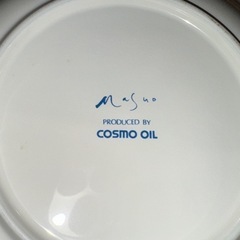 Masuo
PRODUCED BY
COSMO OIL